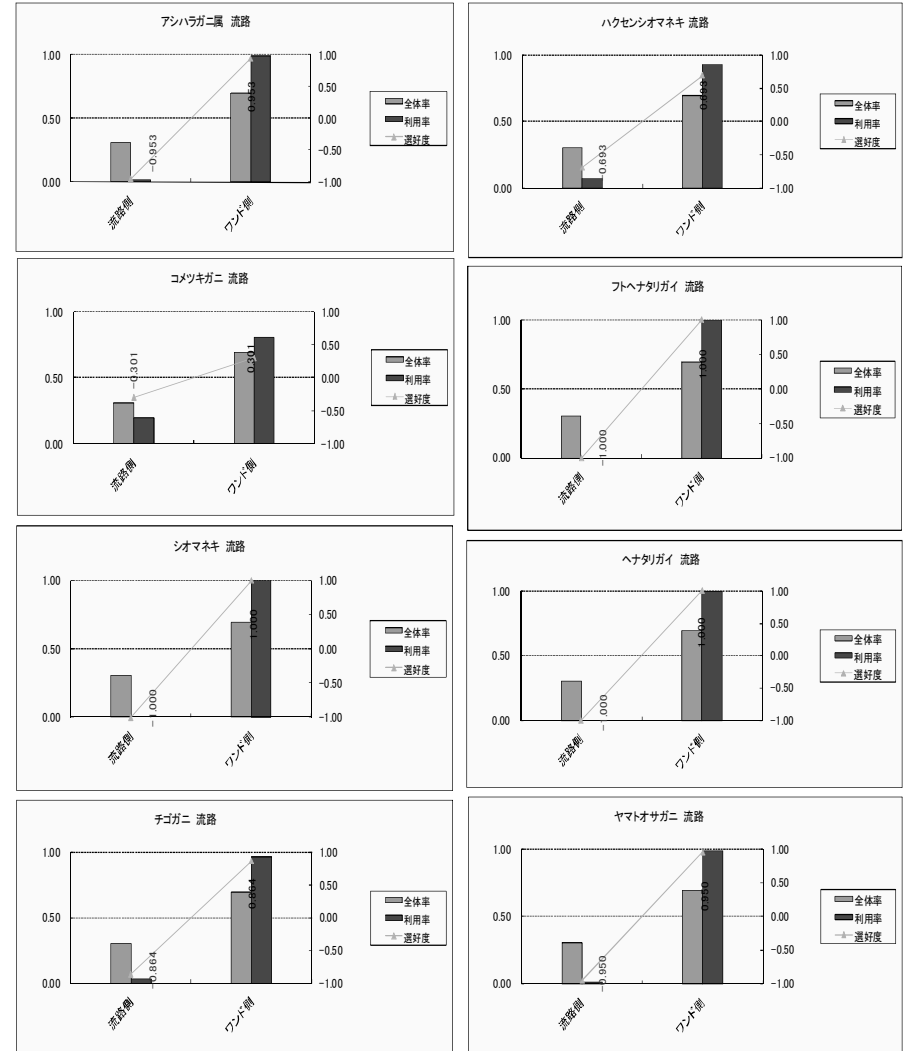 アシハラガニ属 流路
1.00
0.50
0.00
1.00
0.50
0.00
−0.50
−1.00
−0.953
0.953
流路側
ワンド側
全体率
利用率
選好度
ハクセンシオマネキ 流路
1.00
0.50
0.00
1.00
0.50
0.00
−0.50
−1.00
−0.693
0.693
流路側
ワンド側
全体率
利用率
選好度
コメツキガニ 流路
1.00
0.50
0.00
1.00
0.50
0.00
−0.50
−1.00
−0.301
0.301
流路側
ワンド側
全体率
利用率
選好度
フトヘナタリガイ 流路
1.00
0.50
0.00
1.00
0.50
0.00
−0.50
−1.00
−1.000
1.000
流路側
ワンド側
全体率
利用率
選好度
シオマネキ 流路
1.00
0.50
0.00
1.00
0.50
0.00
−0.50
−1.00
−1.000
1.000
流路側
ワンド側
全体率
利用率
選好度
ヘナタリガイ 流路
1.00
0.50
0.00
1.00
0.50
0.00
−0.50
−1.00
−1.000
1.000
流路側
ワンド側
全体率
利用率
選好度
チゴガニ 流路
1.00
0.50
0.00
1.00
0.50
0.00
−0.50
−1.00
−0.864
0.864
流路側
ワンド側
全体率
利用率
選好度
ヤマトオサガニ 流路
1.00
0.50
0.00
1.00
0.50
0.00
−0.50
−1.00
−0.950
0.950
流路側
ワンド側
全体率
利用率
選好度